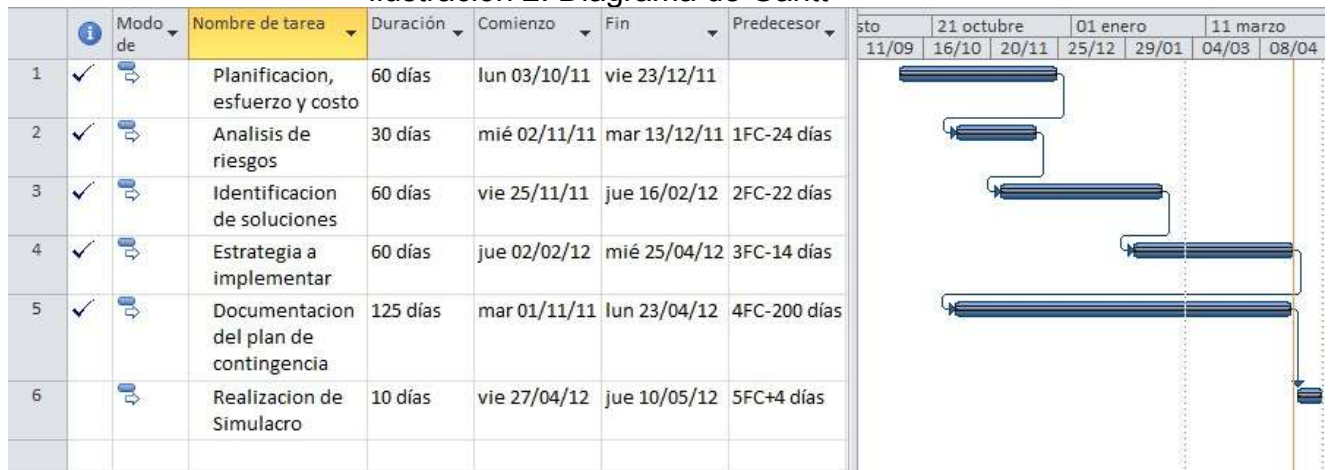 Ilustración 2. Diagrama de Gantt
Modo de	Nombre de tarea	Duración	Comienzo	Fin	Predecesor	sto	21 octubre	01 enero	11 marzo
11/09	16/10	20/11	25/12	29/01	04/03	08/04
1	Planificacion,	60 días	lun 03/10/11	vie 23/12/11
esfuerzo y costo
2	Analisis de	30 días	mié 02/11/11	mar 13/12/11	1FC-24 días
riesgos
3	Identificacion	60 días	vie 25/11/11	jue 16/02/12	2FC-22 días
de soluciones
4	Estrategia a	60 días	jue 02/02/12	mié 25/04/12	3FC-14 días
implementar
5	Documentacion	125 días	mar 01/11/11	lun 23/04/12	4FC-200 días
del plan de
contingencia
6	Realizacion de	10 días	vie 27/04/12	jue 10/05/12	5FC+4 días
Simulacro